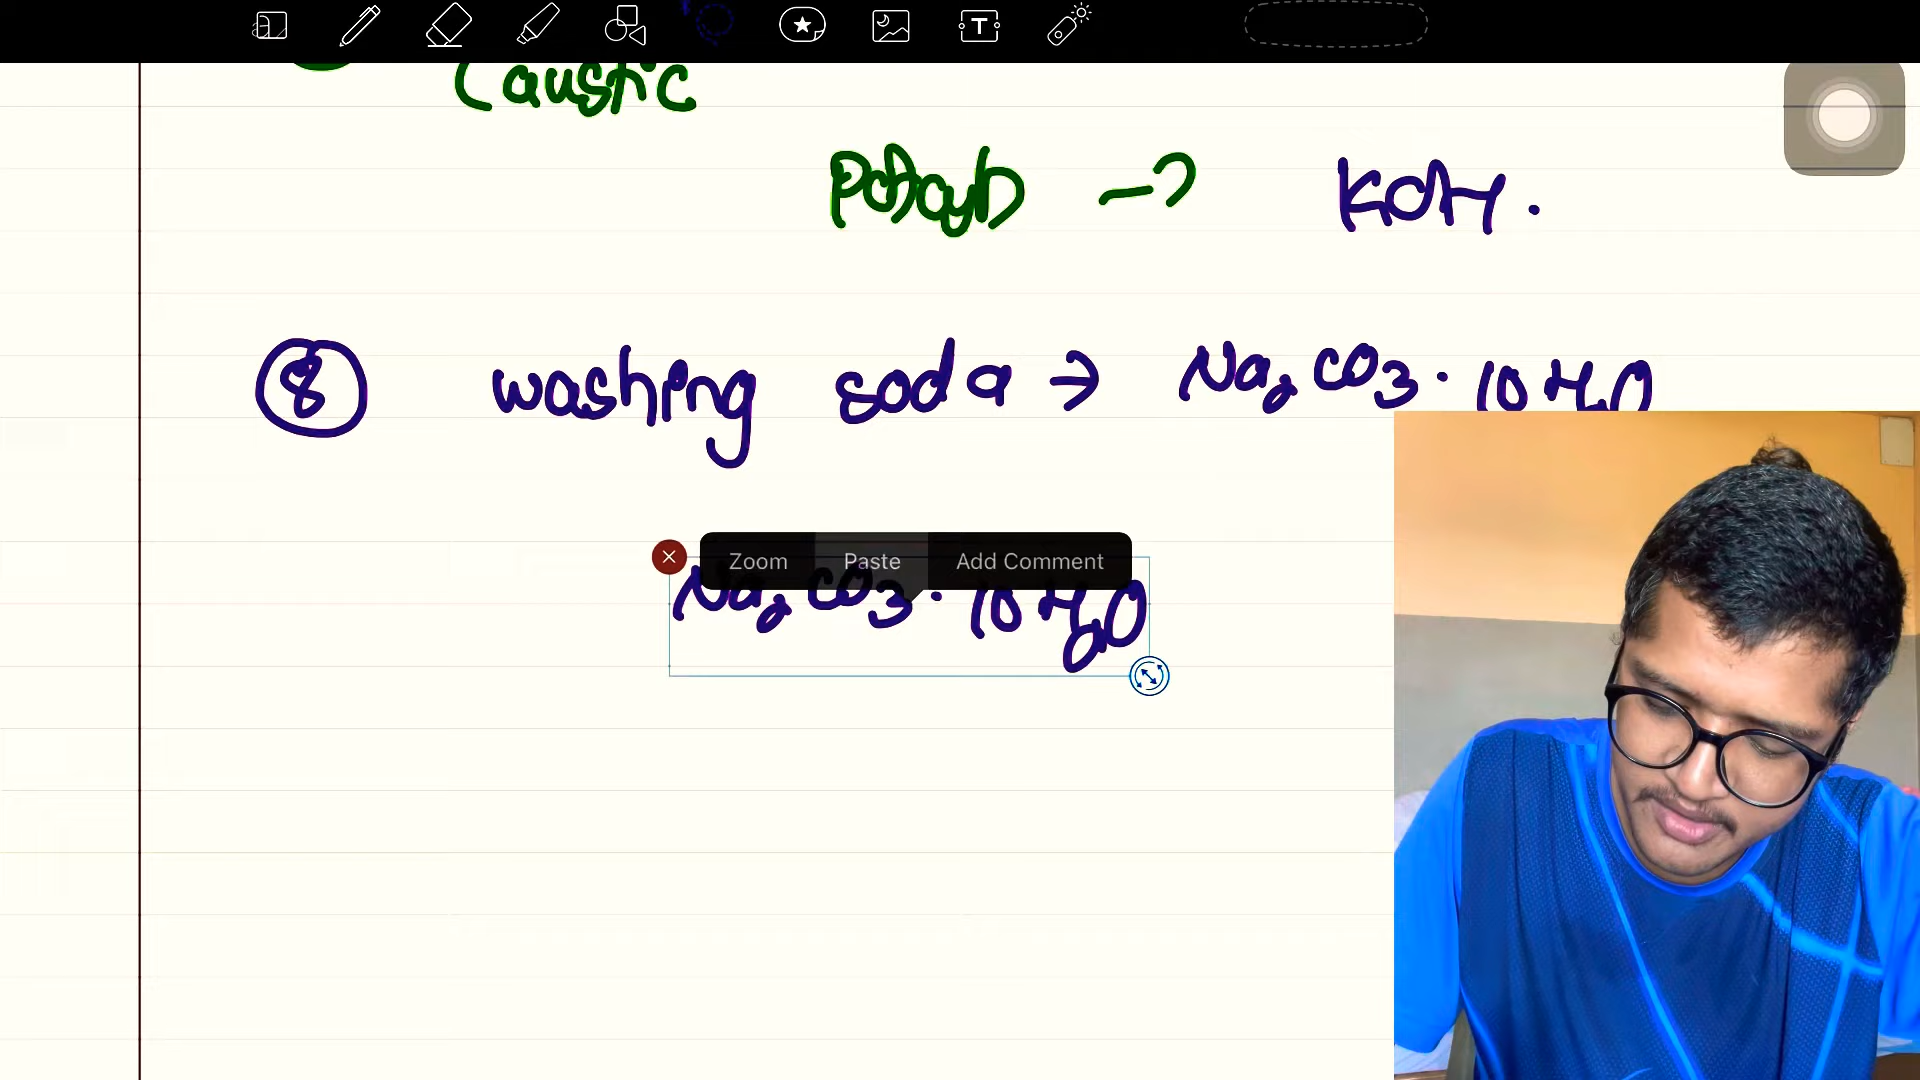 T
Caustic
Potash → KOH.
8 washing soda → Na2CO3 · 10H2O
Zoom Paste Add Comment
Na2CO3 · 10H2O